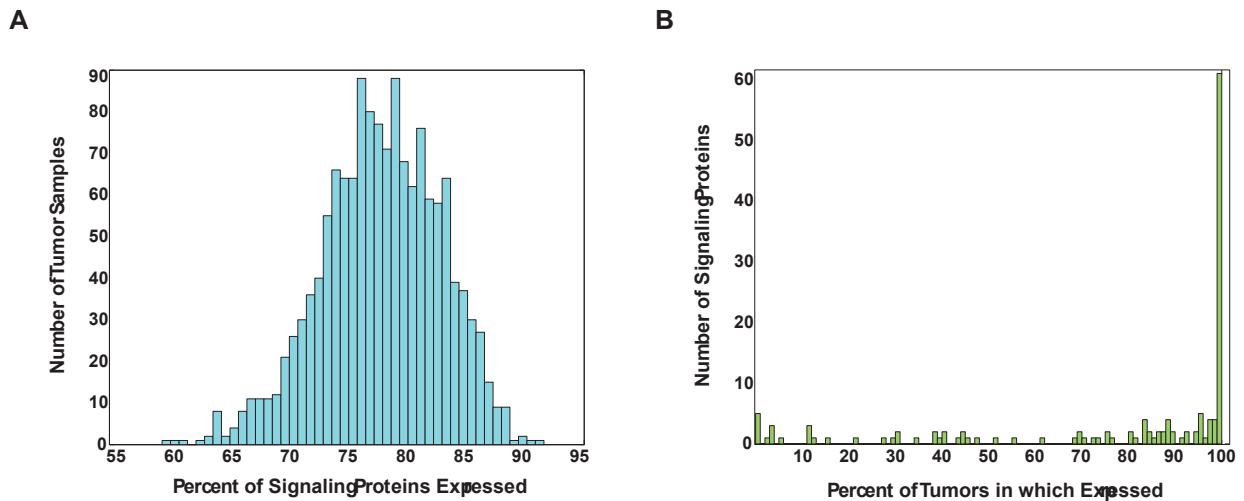 A
B
90
80
70
60
50
40
30
20
10
0
Number of Tumor Samples
55 60 65 70 75 80 85 90 95
Percent of Signaling Proteins Expressed
60
50
40
30
20
10
0
Number of Signaling Proteins
10 20 30 40 50 60 70 80 90 100
Percent of Tumors in which Expressed